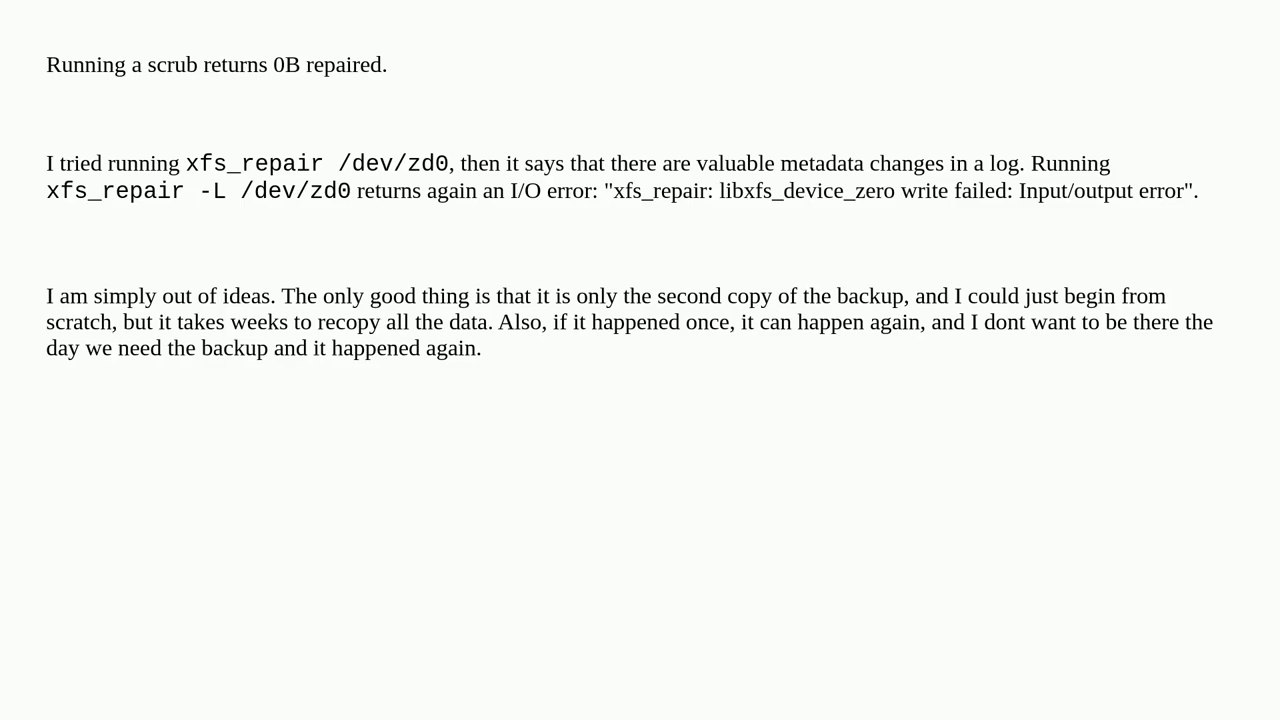 Running a scrub returns 0B repaired.
I tried running xfs_repair /dev/zd0, then it says that there are valuable metadata changes in a log. Running
xfs_repair -L /dev/zd0 returns again an I/O error: "xfs_repair: libxfs_device_zero write failed: Input/output error".
I am simply out of ideas. The only good thing is that it is only the second copy of the backup, and I could just begin from
scratch, but it takes weeks to recopy all the data. Also, if it happened once, it can happen again, and I dont want to be there the
day we need the backup and it happened again.